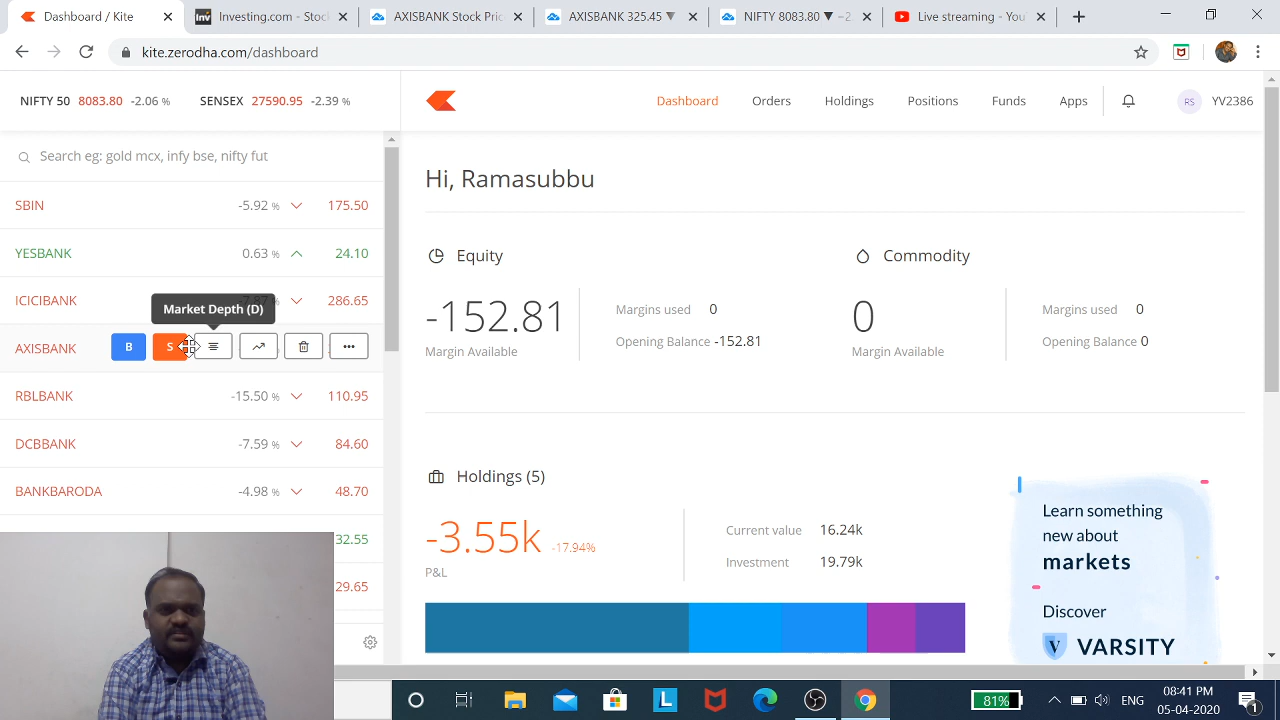 Dashboard / Kite
Investing.com - Stoc
AXISBANK Stock Pric
AXISBANK 325.45 ▼
NIFTY 8083.80 ▼ −2
Live streaming - You
kite.zerodha.com/dashboard
NIFTY 50 8083.80 -2.06 % SENSEX 27590.95 -2.39 %
Dashboard Orders Holdings Positions Funds Apps RS YV2386
Search eg: gold mcx, infy bse, nifty fut
SBIN -5.92 % 175.50
YESBANK 0.63 % 24.10
ICICIBANK -7.87 % 286.65
Market Depth (D)
AXISBANK B S
RBLBANK -15.50 % 110.95
DCBBANK -7.59 % 84.60
BANKBARODA -4.98 % 48.70
32.55
29.65
Hi, Ramasubbu
Equity
-152.81
Margin Available
Margins used 0
Opening Balance -152.81
Commodity
0
Margin Available
Margins used 0
Opening Balance 0
Holdings (5)
-3.55k -17.94%
P&L
Current value 16.24k
Investment 19.79k
Learn something
new about
markets
Discover
V VARSITY
L
81%
ENG
08:41 PM
05-04-2020
1